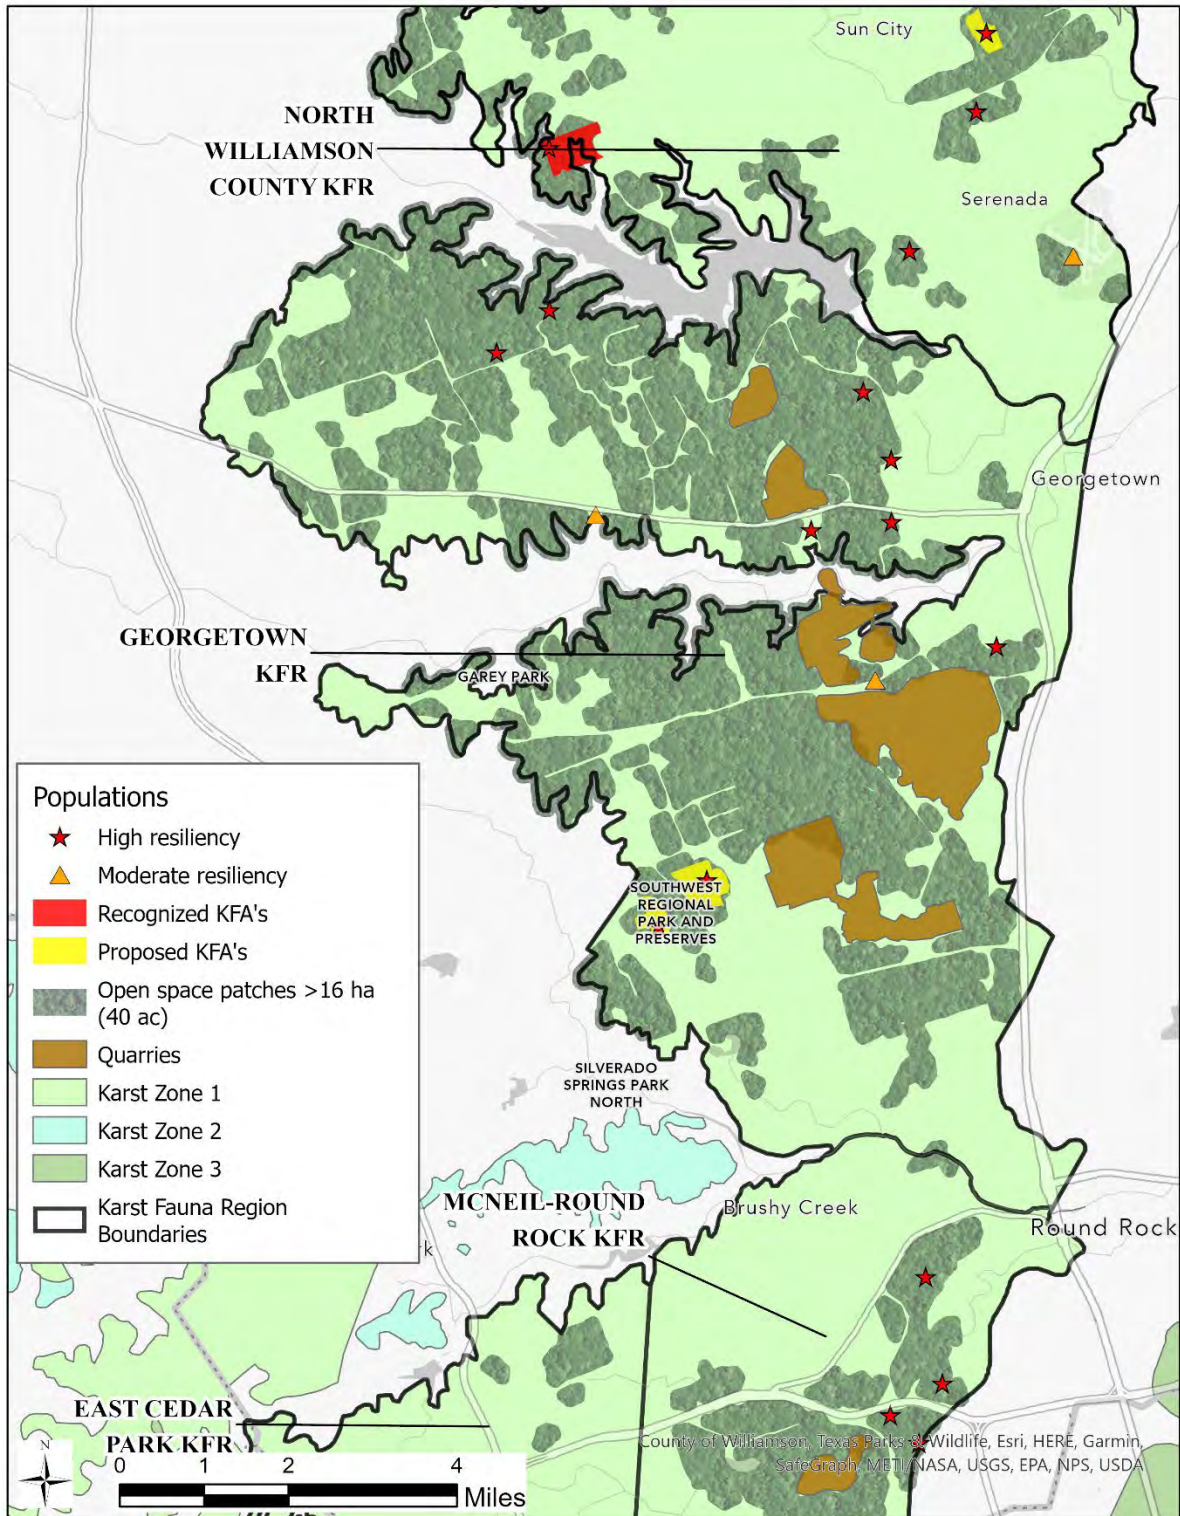 Sun City
NORTH
WILLIAMSON
COUNTY KFR
Serenada
Georgetown
GEORGETOWN
KFR
GAREY PARK
Populations
High resiliency
Moderate resiliency
Recognized KFA's
Proposed KFA's
Open space patches >16 ha
(40 ac)
Quarries
Karst Zone 1
Karst Zone 2
Karst Zone 3
Karst Fauna Region
Boundaries
SOUTHWEST
REGIONAL
PARK AND
PRESERVES
SILVERADO
SPRINGS PARK
NORTH
MCNEIL-ROUND
ROCK KFR
Brushy Creek
Round Rock
EAST CEDAR
PARK KFR
County of Williamson, Texas Parks & Wildlife, Esri, HERE, Garmin,
SafeGraph, METI/NASA, USGS, EPA, NPS, USDA
N
0 1 2 4
Miles